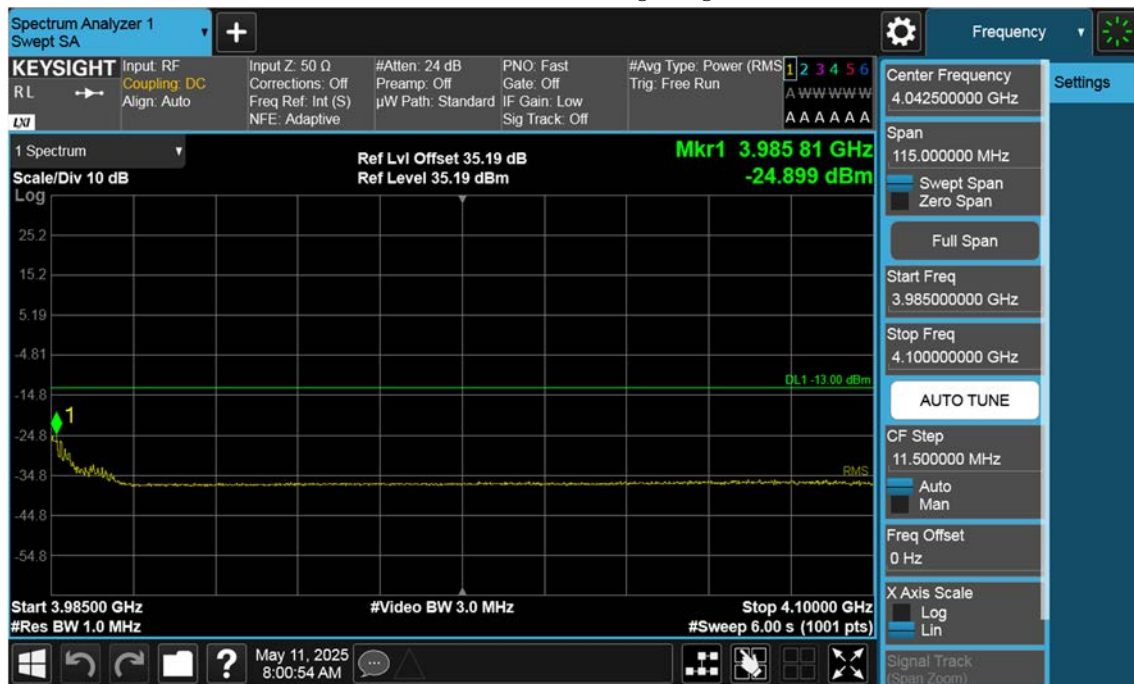 Spectrum Analyzer 1
Swept SA
Frequency
KEYSIGHT
RL
LXI
Input: RF
Coupling: DC
Align: Auto
Input Z: 50 Ω
Corrections: Off
Freq Ref: Int (S)
NFE: Adaptive
#Atten: 24 dB
Preamp: Off
µW Path: Standard
PNO: Fast
Gate: Off
IF Gain: Low
Sig Track: Off
#Avg Type: Power (RMS
Trig: Free Run
1 2 3 4 5 6
A W W W W W
A A A A A A
1 Spectrum
Scale/Div 10 dB
Ref Lvl Offset 35.19 dB
Ref Level 35.19 dBm
Mkr1 3.985 81 GHz
-24.899 dBm
Log
25.2
15.2
5.19
-4.81
-14.8
-24.8
-34.8
-44.8
-54.8
DL1 -13.00 dBm
1
RMS
Start 3.98500 GHz
#Res BW 1.0 MHz
#Video BW 3.0 MHz
Stop 4.10000 GHz
#Sweep 6.00 s (1001 pts)
Center Frequency
4.042500000 GHz
Settings
Span
115.000000 MHz
Swept Span
Zero Span
Full Span
Start Freq
3.985000000 GHz
Stop Freq
4.100000000 GHz
AUTO TUNE
CF Step
11.500000 MHz
Auto
Man
Freq Offset
0 Hz
X Axis Scale
Log
Lin
Signal Track
(Span Zoom)
?
May 11, 2025
8:00:54 AM